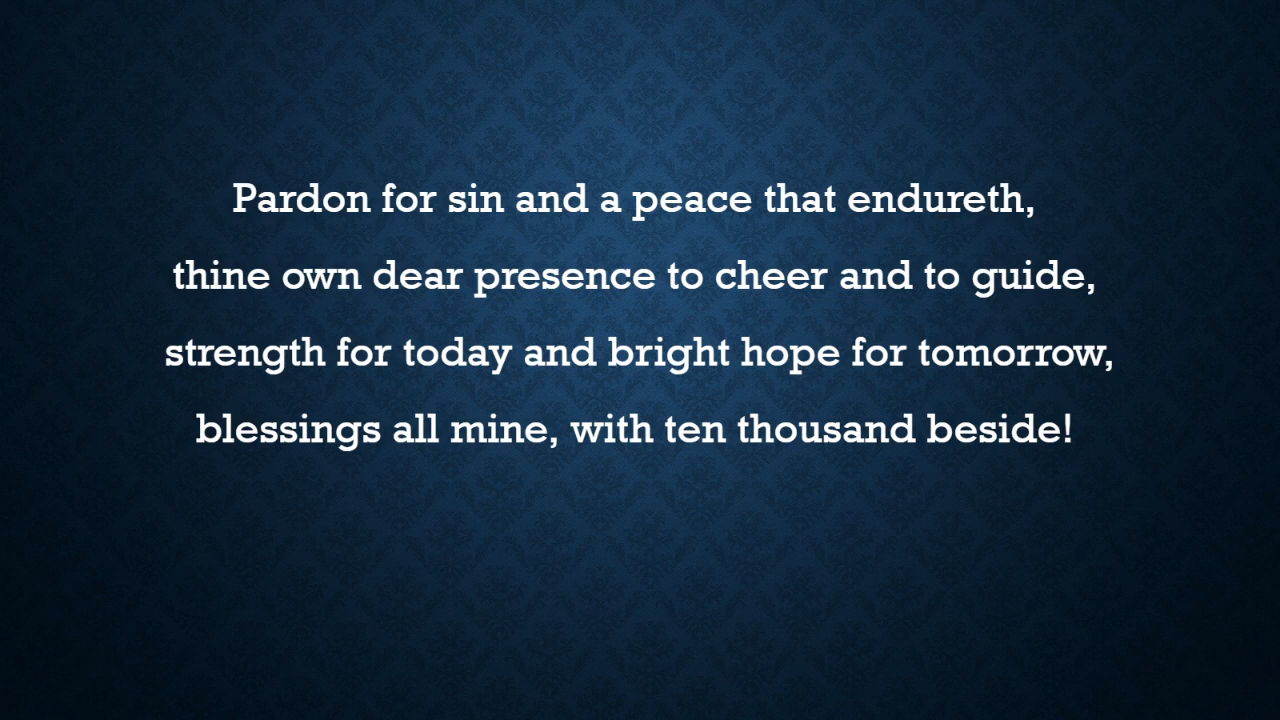 Pardon for sin and a peace that endureth,
thine own dear presence to cheer and to guide,
strength for today and bright hope for tomorrow,
blessings all mine, with ten thousand beside!